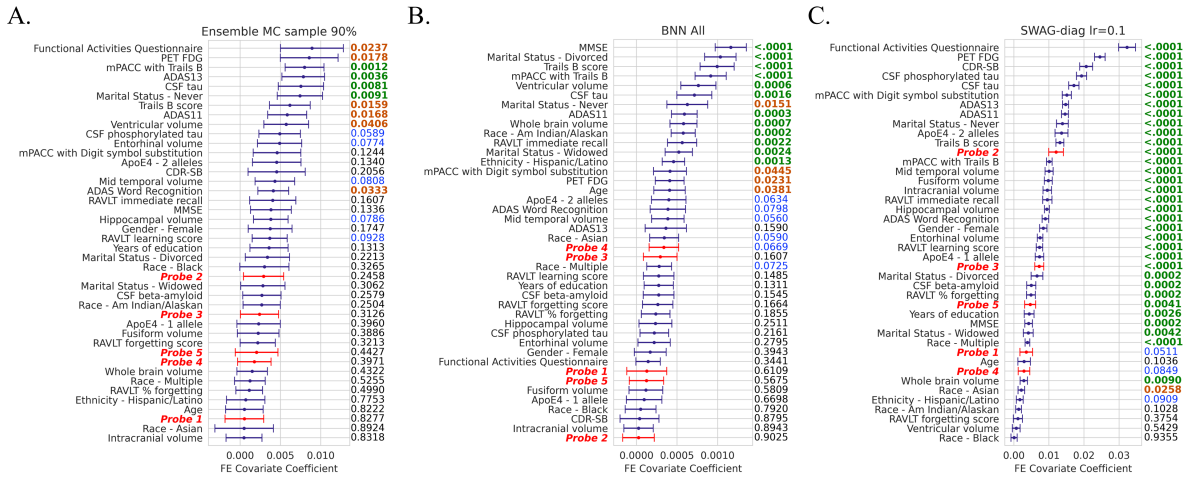 A.
Ensemble MC sample 90%
Functional Activities Questionnaire 0.0237
PET FDG 0.0178
mPACC with Trails B 0.0012
ADAS13 0.0036
CSF tau 0.0081
Marital Status - Never 0.0091
Trails B score 0.0159
ADAS11 0.0168
Ventricular volume 0.0406
CSF phosphorylated tau 0.0589
Entorhinal volume 0.0774
mPACC with Digit symbol substitution 0.1244
ApoE4 - 2 alleles 0.1340
CDR-SB 0.2056
Mid temporal volume 0.0808
ADAS Word Recognition 0.0333
RAVLT immediate recall 0.1607
MMSE 0.1336
Hippocampal volume 0.0786
Gender - Female 0.1747
RAVLT learning score 0.0928
Years of education 0.1313
Marital Status - Divorced 0.2213
Race - Black 0.3265
Probe 2 0.2458
Marital Status - Widowed 0.3062
CSF beta-amyloid 0.2579
Race - Am Indian/Alaskan 0.2504
Probe 3 0.3126
ApoE4 - 1 allele 0.3960
Fusiform volume 0.3886
RAVLT forgetting score 0.3213
Probe 5 0.4427
Probe 4 0.3971
Whole brain volume 0.4322
Race - Multiple 0.5255
RAVLT % forgetting 0.4990
Ethnicity - Hispanic/Latino 0.7753
Age 0.8222
Probe 1 0.8277
Race - Asian 0.8924
Intracranial volume 0.8318
0.000 0.005 0.010
FE Covariate Coefficient
B.
BNN All
MMSE <.0001
Marital Status - Divorced <.0001
Trails B score <.0001
mPACC with Trails B <.0001
Ventricular volume 0.0006
CSF tau 0.0016
Marital Status - Never 0.0151
ADAS11 0.0003
Whole brain volume 0.0007
Race - Am Indian/Alaskan 0.0002
RAVLT immediate recall 0.0022
Marital Status - Widowed 0.0024
Ethnicity - Hispanic/Latino 0.0013
mPACC with Digit symbol substitution 0.0445
PET FDG 0.0231
Age 0.0381
ApoE4 - 2 alleles 0.0634
ADAS Word Recognition 0.0798
Mid temporal volume 0.0560
ADAS13 0.1590
Race - Asian 0.0590
Probe 4 0.0669
Probe 3 0.1607
Race - Multiple 0.0725
RAVLT learning score 0.1485
Years of education 0.1311
CSF beta-amyloid 0.1545
RAVLT forgetting score 0.1664
RAVLT % forgetting 0.1855
Hippocampal volume 0.2511
CSF phosphorylated tau 0.2161
Entorhinal volume 0.2795
Gender - Female 0.3943
Functional Activities Questionnaire 0.3441
Probe 1 0.6109
Probe 5 0.5675
Fusiform volume 0.5809
ApoE4 - 1 allele 0.6698
Race - Black 0.7920
CDR-SB 0.8795
Intracranial volume 0.8943
Probe 2 0.9025
0.0000 0.0005 0.0010
FE Covariate Coefficient
C.
SWAG-diag lr=0.1
Functional Activities Questionnaire <.0001
PET FDG <.0001
CDR-SB <.0001
CSF phosphorylated tau <.0001
CSF tau <.0001
mPACC with Digit symbol substitution <.0001
ADAS13 <.0001
ADAS11 <.0001
Marital Status - Never <.0001
ApoE4 - 2 alleles <.0001
Trails B score <.0001
Probe 2 <.0001
mPACC with Trails B <.0001
Mid temporal volume <.0001
Fusiform volume <.0001
Intracranial volume <.0001
RAVLT immediate recall <.0001
Hippocampal volume <.0001
ADAS Word Recognition <.0001
Gender - Female <.0001
Entorhinal volume <.0001
RAVLT learning score <.0001
ApoE4 - 1 allele <.0001
Probe 3 <.0001
Marital Status - Divorced 0.0002
CSF beta-amyloid 0.0002
RAVLT % forgetting 0.0002
Probe 5 0.0041
Years of education 0.0026
MMSE 0.0002
Marital Status - Widowed 0.0042
Race - Multiple <.0001
Probe 1 0.0511
Age 0.1036
Probe 4 0.0849
Whole brain volume 0.0090
Race - Asian 0.0258
Ethnicity - Hispanic/Latino 0.0909
Race - Am Indian/Alaskan 0.1028
RAVLT forgetting score 0.3754
Ventricular volume 0.5429
Race - Black 0.9355
0.00 0.01 0.02 0.03
FE Covariate Coefficient